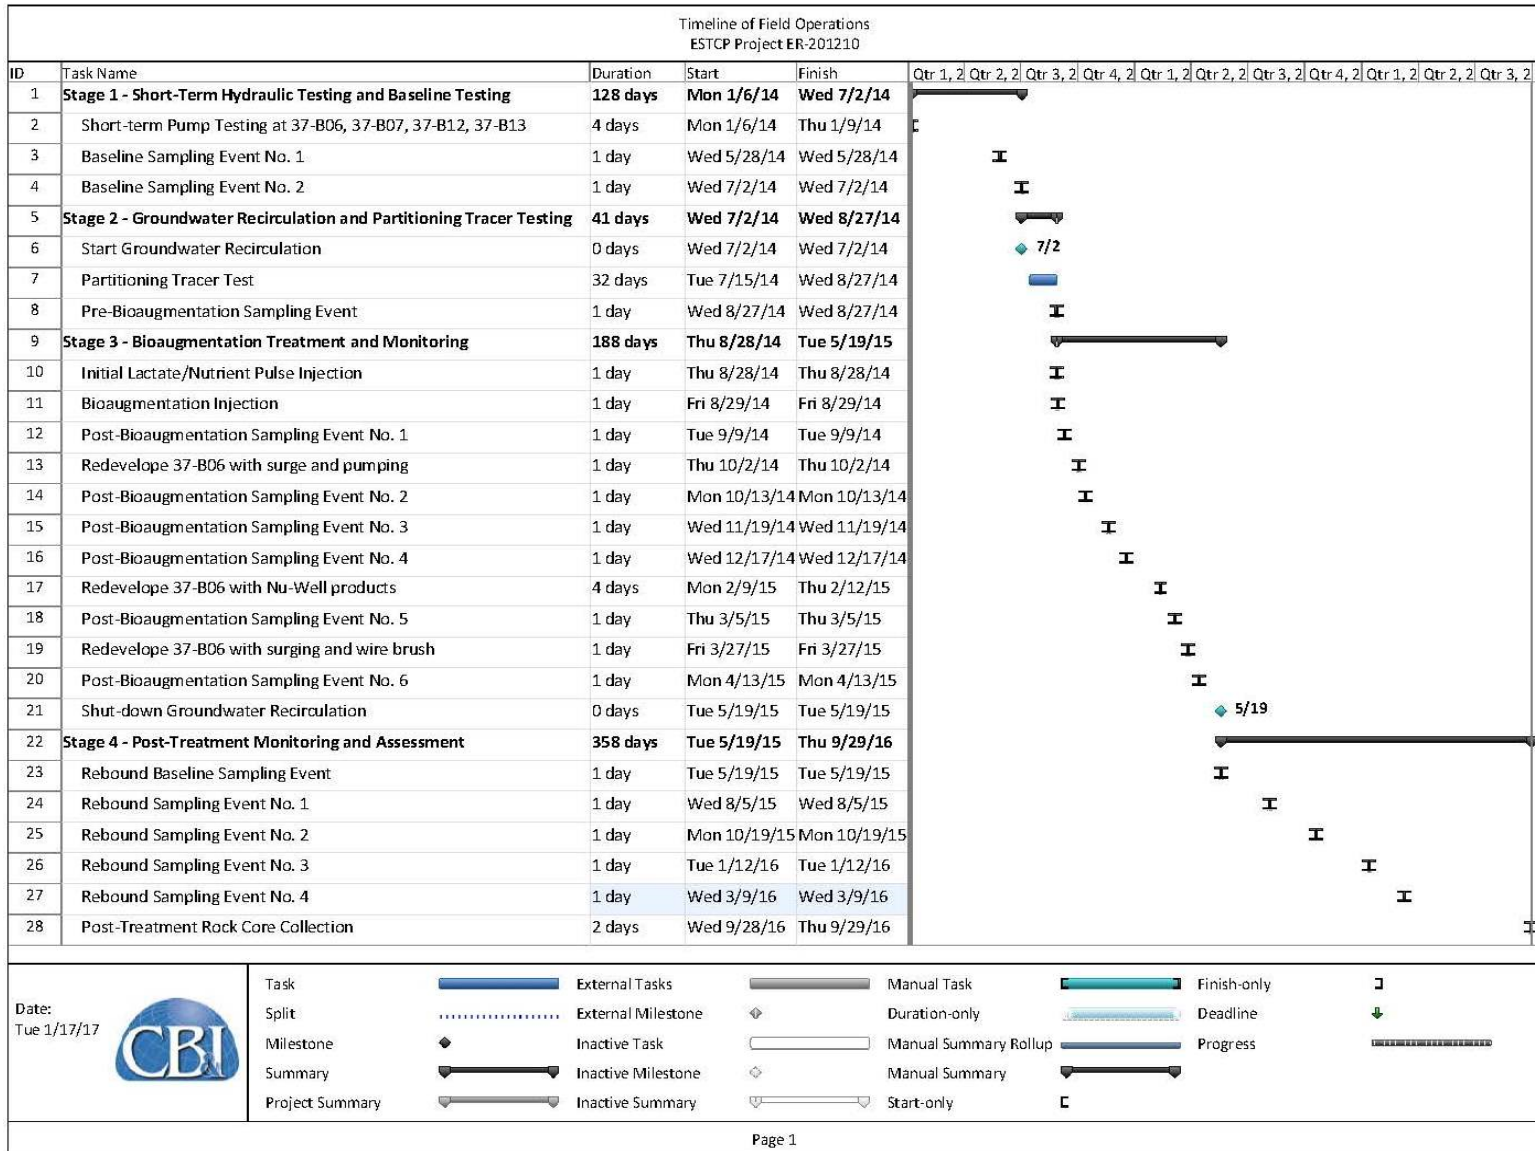 Timeline of Field Operations
ESTCP Project ER-201210
ID Task Name Duration Start Finish Qtr 1, 2 Qtr 2, 2 Qtr 3, 2 Qtr 4, 2 Qtr 1, 2 Qtr 2, 2 Qtr 3, 2 Qtr 4, 2 Qtr 1, 2 Qtr 2, 2 Qtr 3, 2
1 Stage 1 - Short-Term Hydraulic Testing and Baseline Testing 128 days Mon 1/6/14 Wed 7/2/14
2 Short-term Pump Testing at 37-B06, 37-B07, 37-B12, 37-B13 4 days Mon 1/6/14 Thu 1/9/14
3 Baseline Sampling Event No. 1 1 day Wed 5/28/14 Wed 5/28/14
4 Baseline Sampling Event No. 2 1 day Wed 7/2/14 Wed 7/2/14
5 Stage 2 - Groundwater Recirculation and Partitioning Tracer Testing 41 days Wed 7/2/14 Wed 8/27/14
6 Start Groundwater Recirculation 0 days Wed 7/2/14 Wed 7/2/14 7/2
7 Partitioning Tracer Test 32 days Tue 7/15/14 Wed 8/27/14
8 Pre-Bioaugmentation Sampling Event 1 day Wed 8/27/14 Wed 8/27/14
9 Stage 3 - Bioaugmentation Treatment and Monitoring 188 days Thu 8/28/14 Tue 5/19/15
10 Initial Lactate/Nutrient Pulse Injection 1 day Thu 8/28/14 Thu 8/28/14
11 Bioaugmentation Injection 1 day Fri 8/29/14 Fri 8/29/14
12 Post-Bioaugmentation Sampling Event No. 1 1 day Tue 9/9/14 Tue 9/9/14
13 Redevelope 37-B06 with surge and pumping 1 day Thu 10/2/14 Thu 10/2/14
14 Post-Bioaugmentation Sampling Event No. 2 1 day Mon 10/13/14 Mon 10/13/14
15 Post-Bioaugmentation Sampling Event No. 3 1 day Wed 11/19/14 Wed 11/19/14
16 Post-Bioaugmentation Sampling Event No. 4 1 day Wed 12/17/14 Wed 12/17/14
17 Redevelope 37-B06 with Nu-Well products 4 days Mon 2/9/15 Thu 2/12/15
18 Post-Bioaugmentation Sampling Event No. 5 1 day Thu 3/5/15 Thu 3/5/15
19 Redevelope 37-B06 with surging and wire brush 1 day Fri 3/27/15 Fri 3/27/15
20 Post-Bioaugmentation Sampling Event No. 6 1 day Mon 4/13/15 Mon 4/13/15
21 Shut-down Groundwater Recirculation 0 days Tue 5/19/15 Tue 5/19/15 5/19
22 Stage 4 - Post-Treatment Monitoring and Assessment 358 days Tue 5/19/15 Thu 9/29/16
23 Rebound Baseline Sampling Event 1 day Tue 5/19/15 Tue 5/19/15
24 Rebound Sampling Event No. 1 1 day Wed 8/5/15 Wed 8/5/15
25 Rebound Sampling Event No. 2 1 day Mon 10/19/15 Mon 10/19/15
26 Rebound Sampling Event No. 3 1 day Tue 1/12/16 Tue 1/12/16
27 Rebound Sampling Event No. 4 1 day Wed 3/9/16 Wed 3/9/16
28 Post-Treatment Rock Core Collection 2 days Wed 9/28/16 Thu 9/29/16
Date:
Tue 1/17/17
CB&I
Task External Tasks Manual Task Finish-only
Split External Milestone Duration-only Deadline
Milestone Inactive Task Manual Summary Rollup Progress
Summary Inactive Milestone Manual Summary
Project Summary Inactive Summary Start-only
Page 1